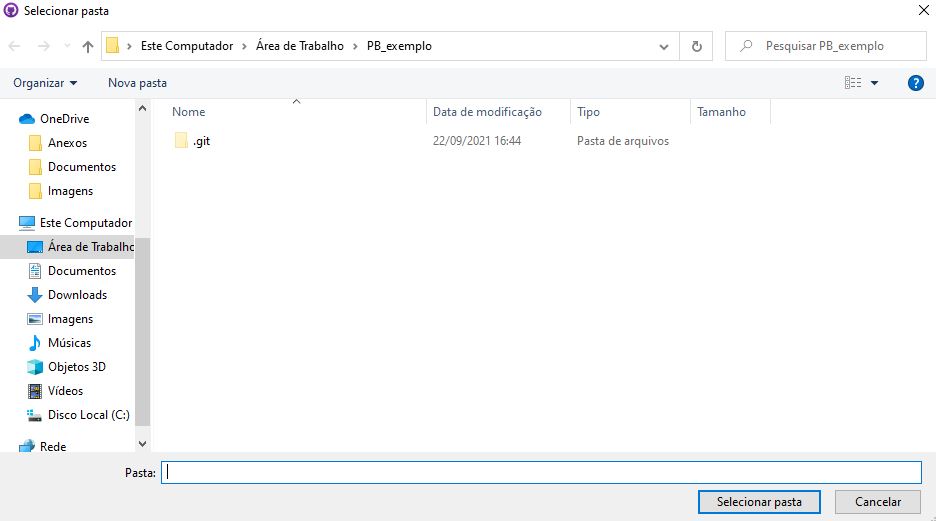 Selecionar pasta
Este Computador > Área de Trabalho > PB_exemplo
Pesquisar PB_exemplo
Organizar
Nova pasta
?
OneDrive
Anexos
Documentos
Imagens
Este Computador
Área de Trabalho
Documentos
Downloads
Imagens
Músicas
Objetos 3D
Vídeos
Disco Local (C:)
Rede
Nome Data de modificação Tipo Tamanho
.git 22/09/2021 16:44 Pasta de arquivos
Pasta:
Selecionar pasta Cancelar